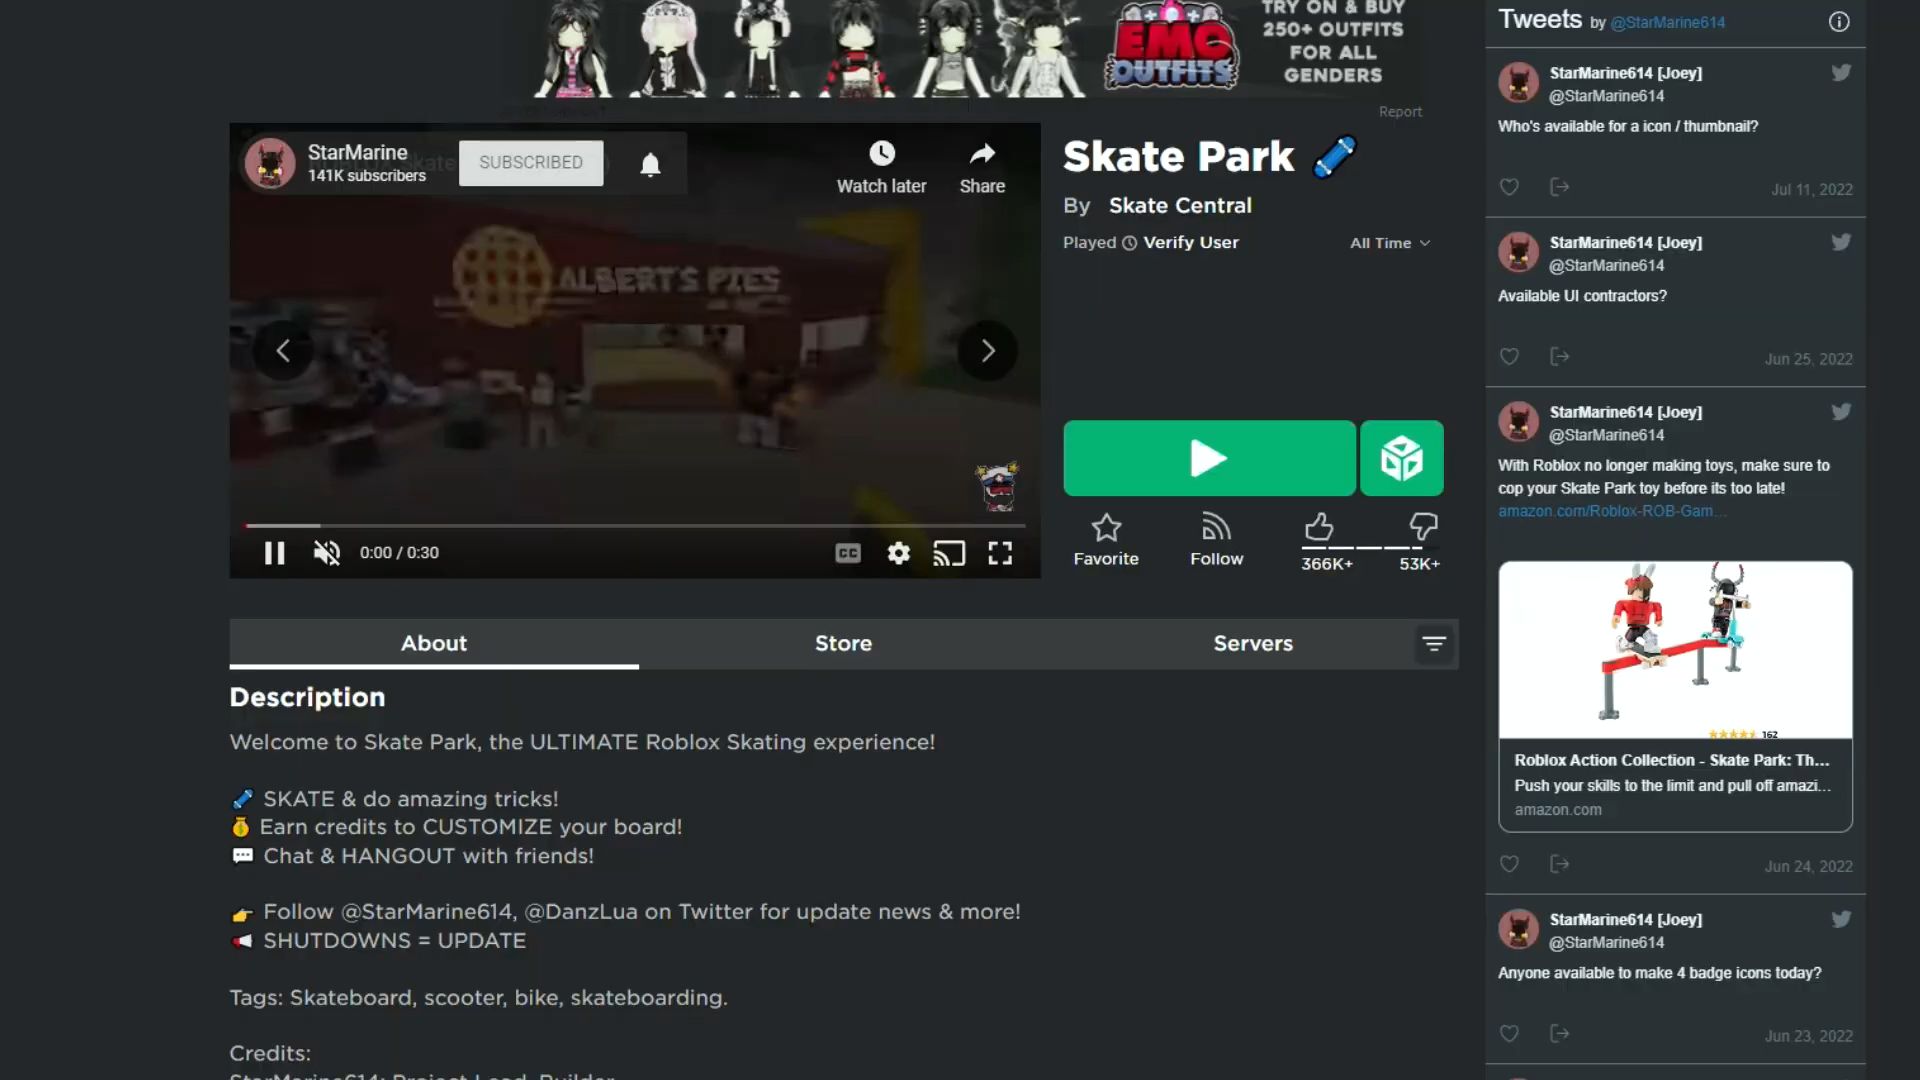 TRY ON & BUY
250+ OUTFITS
FOR ALL
GENDERS
EMO
OUTFITS
Report
StarMarine
141K subscribers
SUBSCRIBED
Watch later
Share
ALBERT'S PIES
0:00 / 0:30
CC
Skate Park
By Skate Central
Played Verify User
All Time
Favorite
Follow
366K+
53K+
About
Store
Servers
Description
Welcome to Skate Park, the ULTIMATE Roblox Skating experience!
SKATE & do amazing tricks!
Earn credits to CUSTOMIZE your board!
Chat & HANGOUT with friends!
Follow @StarMarine614, @DanzLua on Twitter for update news & more!
SHUTDOWNS = UPDATE
Tags: Skateboard, scooter, bike, skateboarding.
Credits:
StarMarine614: Project Lead, Builder
Tweets by @StarMarine614
StarMarine614 [Joey]
@StarMarine614
Who's available for a icon / thumbnail?
Jul 11, 2022
StarMarine614 [Joey]
@StarMarine614
Available UI contractors?
Jun 25, 2022
StarMarine614 [Joey]
@StarMarine614
With Roblox no longer making toys, make sure to
cop your Skate Park toy before its too late!
amazon.com/Roblox-ROB-Gam...
162
Roblox Action Collection - Skate Park: Th...
Push your skills to the limit and pull off amazi...
amazon.com
Jun 24, 2022
StarMarine614 [Joey]
@StarMarine614
Anyone available to make 4 badge icons today?
Jun 23, 2022